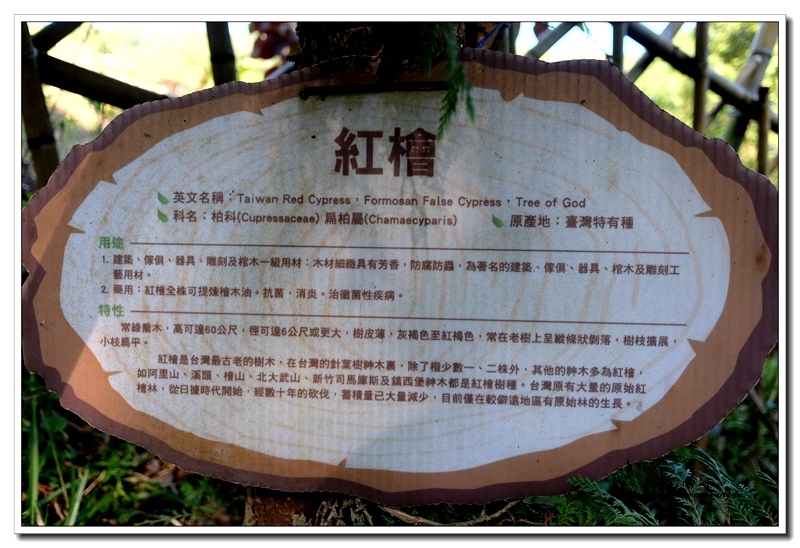 紅檜
英文名稱：Taiwan Red Cypress，Formosan False Cypress，Tree of God
科名：柏科(Cupressaceae) 扁柏屬(Chamaecyparis) 原產地：臺灣特有種
用途
1. 建築、傢俱、器具、雕刻及棺木一級用材：木材細緻具有芳香，防腐防蟲，為著名的建築、傢俱、器具、棺木及雕刻工
藝用材。
2. 藥用：紅檜全株可提煉檜木油。抗菌，消炎。治黴菌性疾病。
特性
常綠喬木，高可達60公尺，徑可達6公尺或更大，樹皮薄，灰褐色至紅褐色，常在老樹上呈縱條狀剝落，樹枝擴展，
小枝扁平。
紅檜是台灣最古老的樹木，在台灣的針葉樹神木裏，除了極少數一、二株外，其他的神木多為紅檜，
如阿里山、溪頭、檜山、北大武山、新竹司馬庫斯及鎮西堡神木都是紅檜樹種。台灣原有大量的原始紅
檜林，從日據時代開始，經數十年的砍伐，蓄積量已大量減少，目前僅在較僻遠地區有原始林的生長。